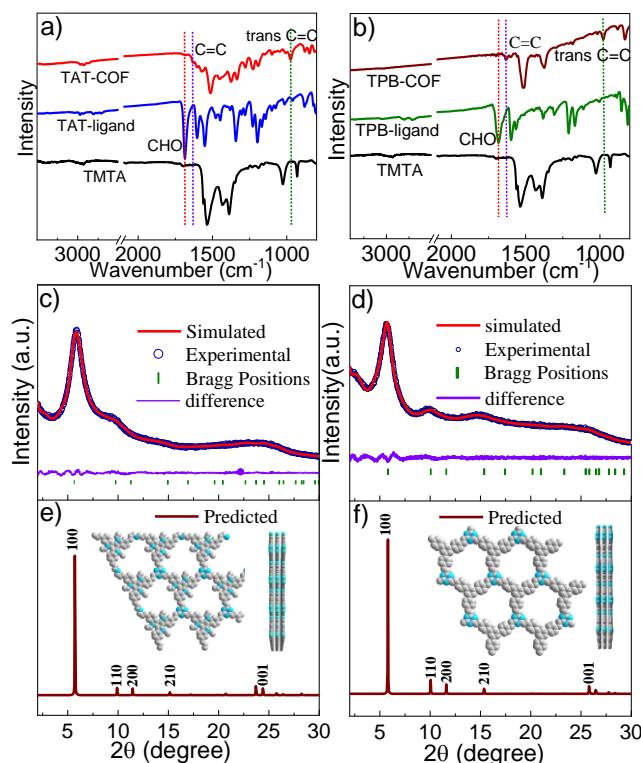 a)
C=C
trans C=C
TAT-COF
TAT-ligand
CHO
TMTA
Intensity
3000 2000 1500 1000
Wavenumber (cm-1)
b)
C=C
trans C=C
TPB-COF
TPB-ligand
CHO
TMTA
Intensity
3000 2000 1500 1000
Wavenumber (cm-1)
c)
Simulated
Experimental
Bragg Positions
difference
Intensity (a.u.)
d)
simulated
Experimental
Bragg Positions
difference
Intensity(a.u.)
e)
Predicted
100
110
200
210
001
5 10 15 20 25 30
2θ (degree)
f)
Predicted
100
110
200
210
001
5 10 15 20 25 30
2θ (degree)